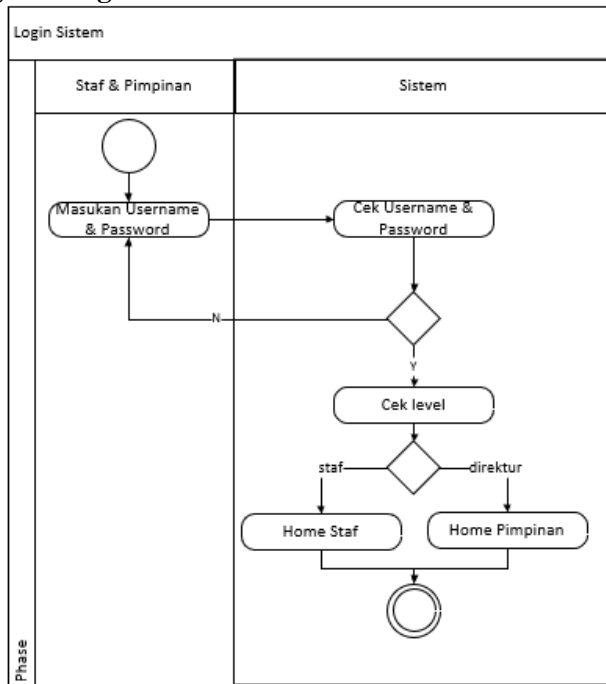 Login Sistem
Staf & Pimpinan
Sistem
Masukan Username
& Password
Cek Username &
Password
N
Y
Cek level
staf
direktur
Home Staf
Home Pimpinan
Phase